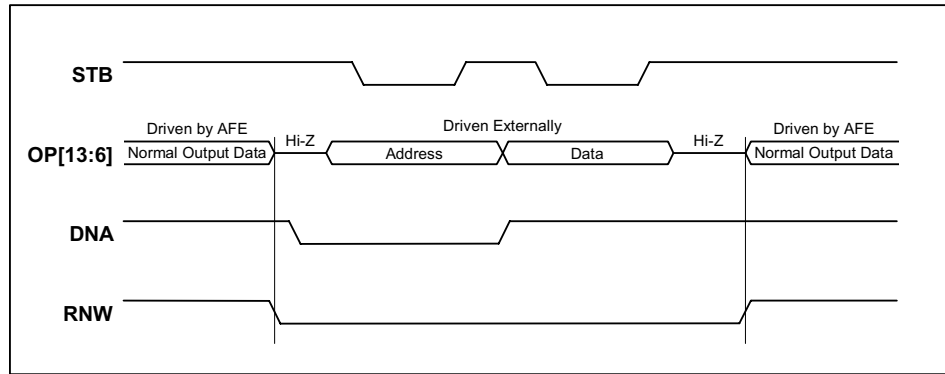 STB
Driven by AFE Hi-Z Driven Externally Hi-Z Driven by AFE
OP[13:6] Normal Output Data Address Data Normal Output Data
DNA
RNW